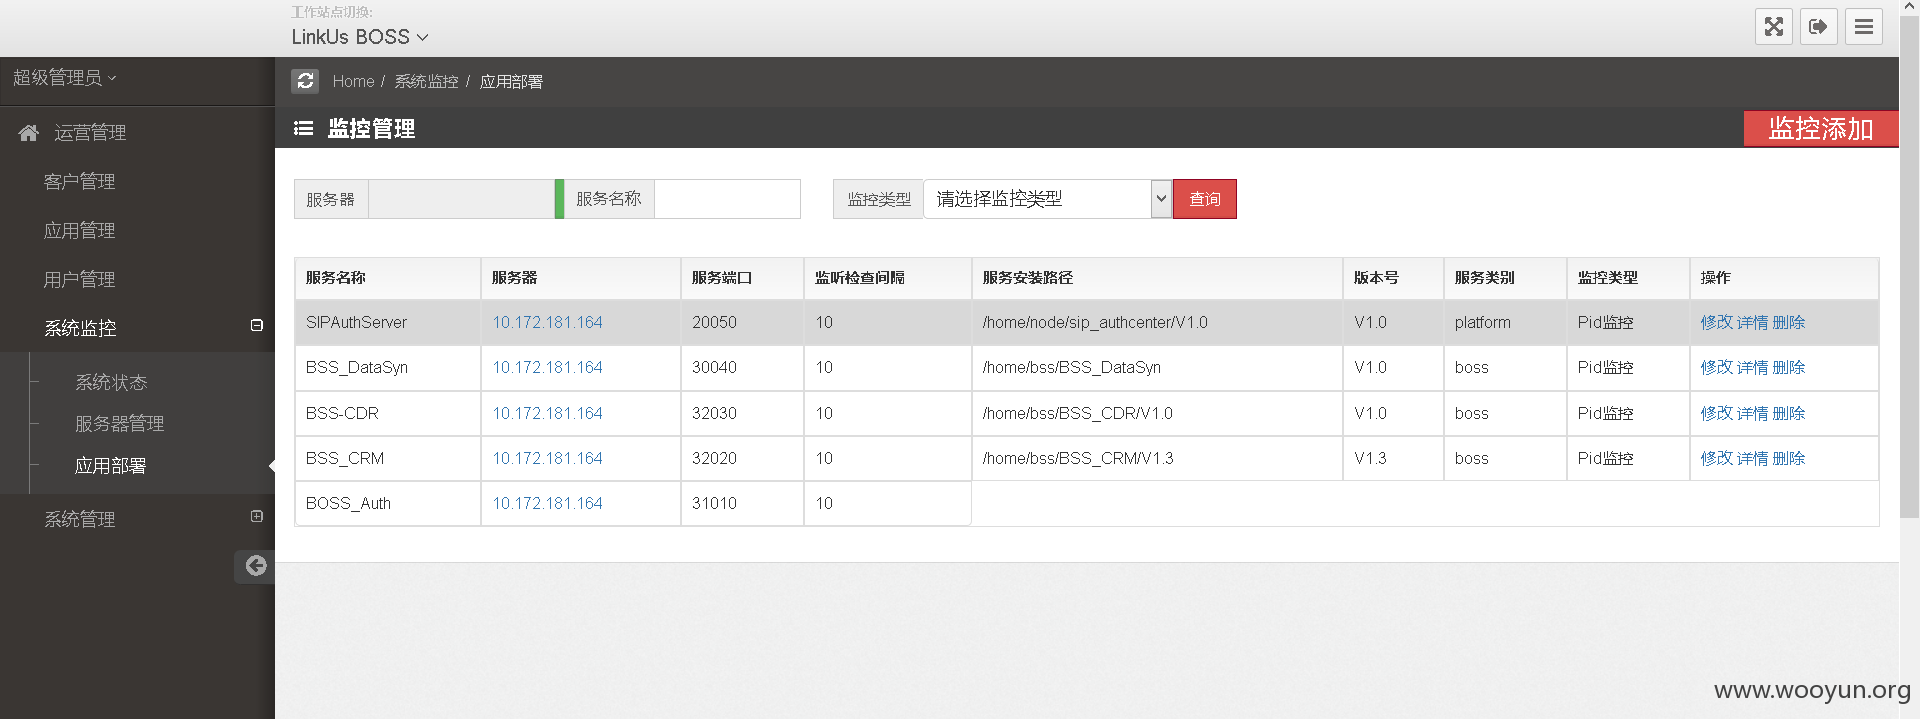 工作站点切换:
LinkUs BOSS
超级管理员
Home / 系统监控 / 应用部署
监控管理
监控添加
运营管理
客户管理
应用管理
用户管理
系统监控
系统状态
服务器管理
应用部署
系统管理
服务器 服务名称 监控类型 请选择监控类型 查询
服务名称 服务器 服务端口 监听检查间隔 服务安装路径 版本号 服务类别 监控类型 操作
SIPAuthServer 10.172.181.164 20050 10 /home/node/sip_authcenter/V1.0 V1.0 platform Pid监控 修改 详情 删除
BSS_DataSyn 10.172.181.164 30040 10 /home/bss/BSS_DataSyn V1.0 boss Pid监控 修改 详情 删除
BSS-CDR 10.172.181.164 32030 10 /home/bss/BSS_CDR/V1.0 V1.0 boss Pid监控 修改 详情 删除
BSS_CRM 10.172.181.164 32020 10 /home/bss/BSS_CRM/V1.3 V1.3 boss Pid监控 修改 详情 删除
BOSS_Auth 10.172.181.164 31010 10
www.wooyun.org